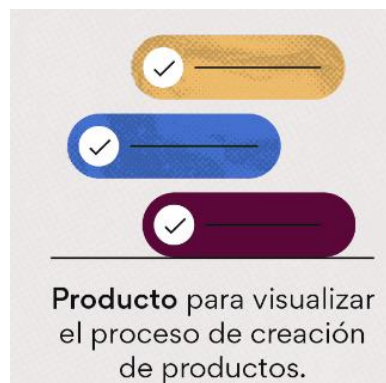 Producto para visualizar
el proceso de creación
de productos.